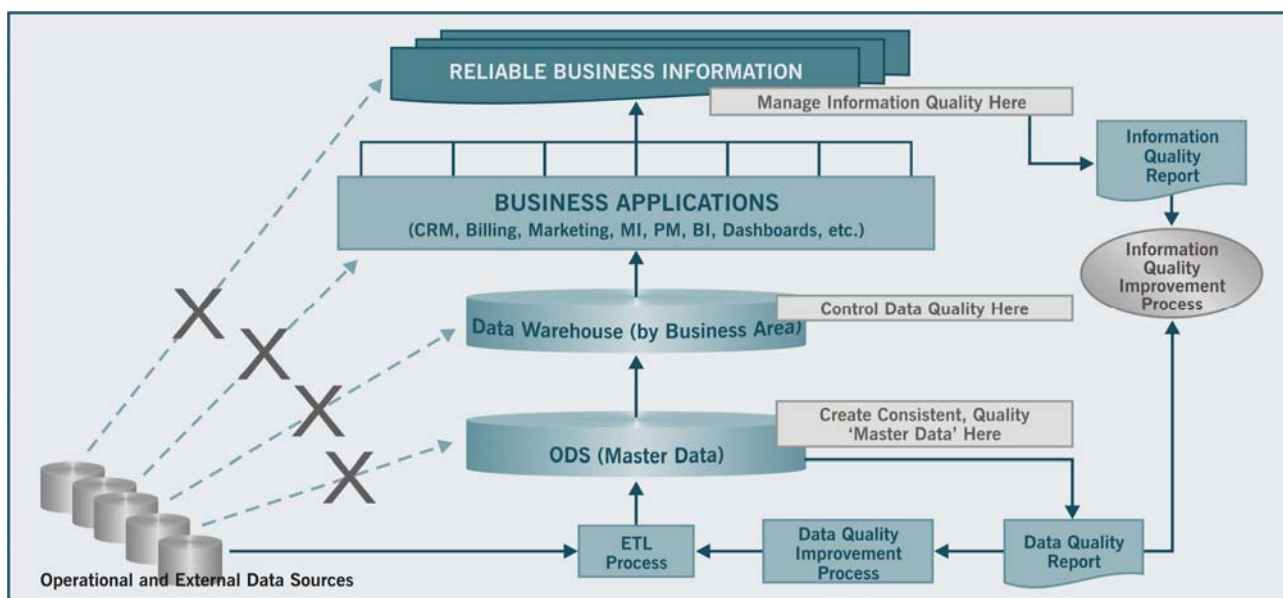 RELIABLE BUSINESS INFORMATION
Manage Information Quality Here
Information
Quality
Report
BUSINESS APPLICATIONS
(CRM, Billing, Marketing, MI, PM, BI, Dashboards, etc.)
Information
Quality
Improvement
Process
X
Control Data Quality Here
Data Warehouse (by Business Area)
X
X
Create Consistent, Quality
'Master Data' Here
ODS (Master Data)
X
ETL
Process
Data Quality
Improvement
Process
Data Quality
Report
Operational and External Data Sources